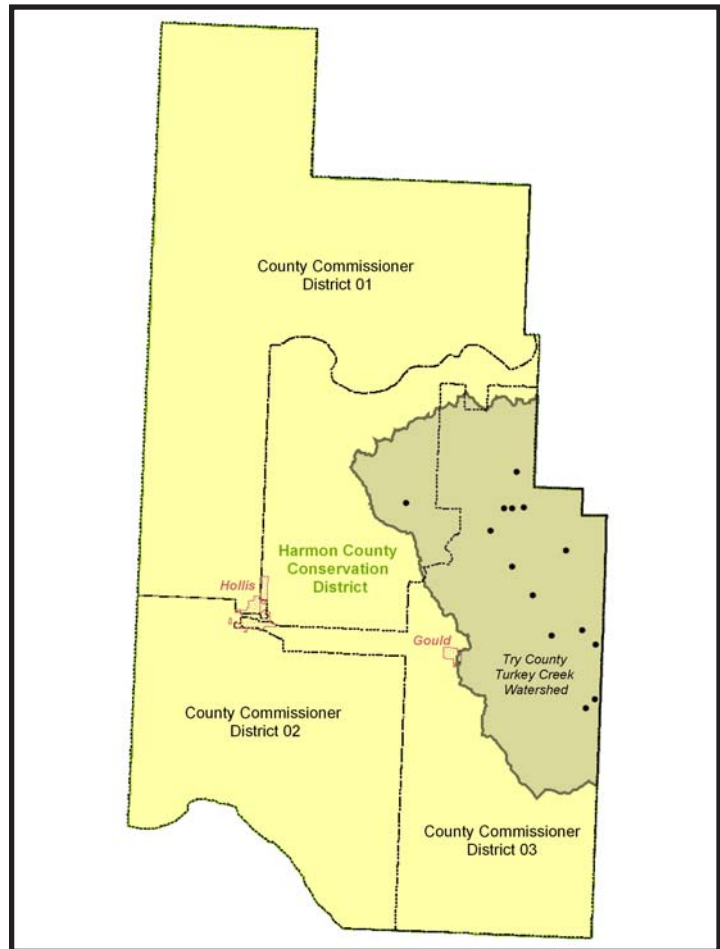 County Commissioner
District 01
Harmon County
Conservation
District
Hollis
Gould
Try County
Turkey Creek
Watershed
County Commissioner
District 02
County Commissioner
District 03